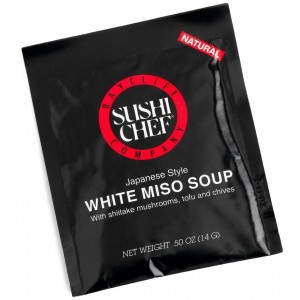 NATURAL
BAYCLIFF
SUSHI
CHEF®
COMPANY
Japanese Style
WHITE MISO SOUP
With shiitake mushrooms, tofu and chives
NET WEIGHT .50 OZ (14 G)